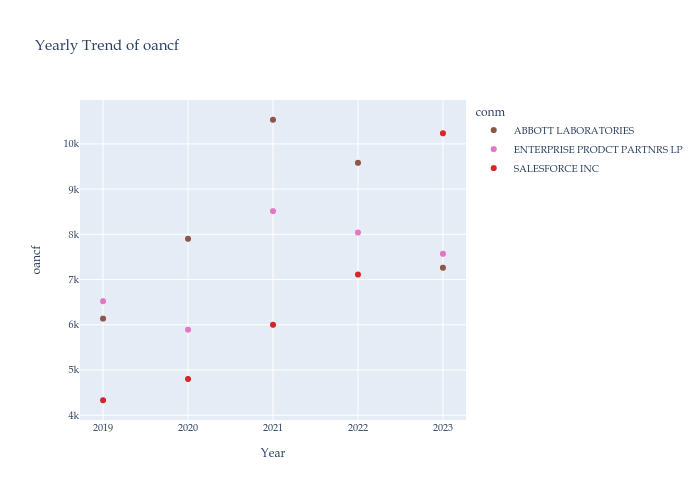 Yearly Trend of oancf
conm
ABBOTT LABORATORIES
ENTERPRISE PRODCT PARTNRS LP
SALESFORCE INC
oancf
10k
9k
8k
7k
6k
5k
4k
2019 2020 2021 2022 2023
Year